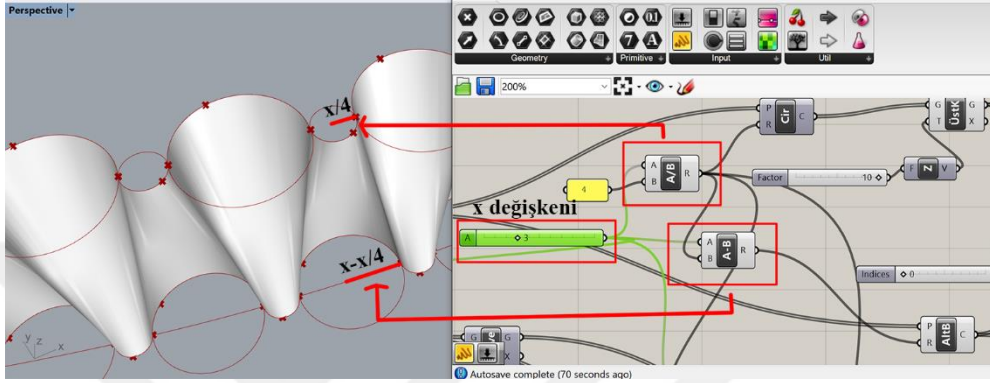 Perspective
x/4
x-x/4
y z x
Geometry
Primitive
Input
Util
200%
P
R
Cir
C
G
T
ÜstK
G
X
A
B
A/B
R
4
Factor
10
F
Z
V
x değişkeni
A
3
A
B
A-B
R
Indices
0
P
R
AltB
C
G
G
X
Autosave complete (70 seconds ago)